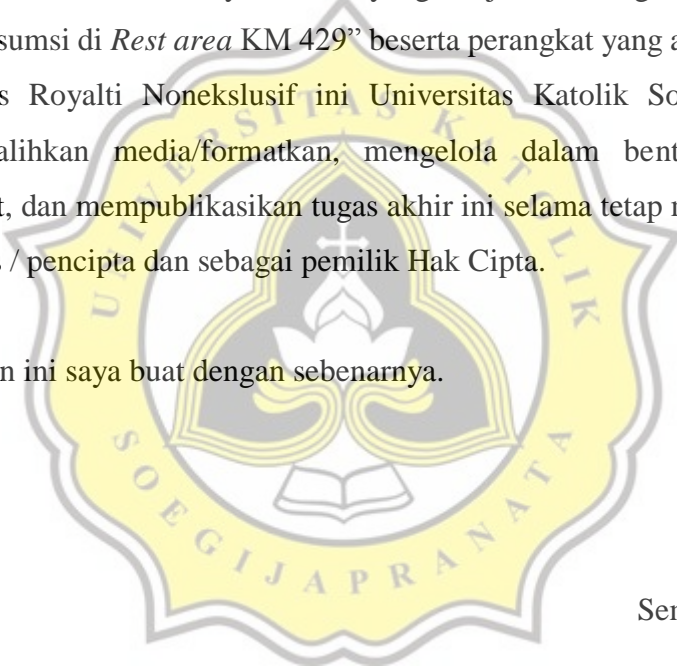 sumsi di Rest area KM 429” beserta perangkat yang a
s Royalti Nonekslusif ini Universitas Katolik So
alihkan media/formatkan, mengelola dalam bent
t, dan mempublikasikan tugas akhir ini selama tetap
s / pencipta dan sebagai pemilik Hak Cipta.
n ini saya buat dengan sebenarnya.
UNIVERSITAS KATOLIK
SOEGIJAPRANATA
Ser